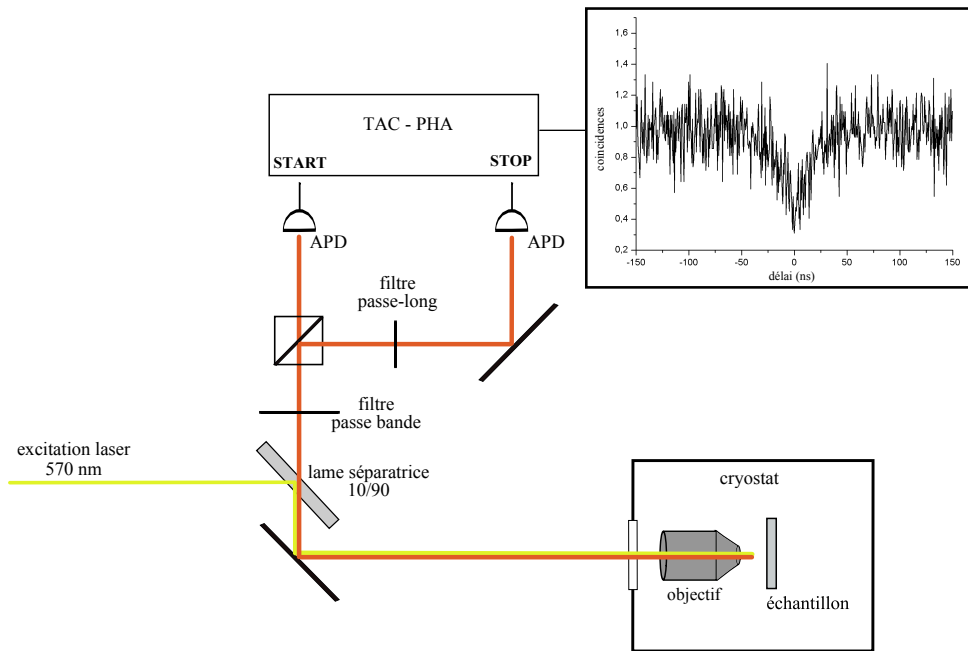 TAC - PHA
START
STOP
APD
APD
filtre
passe-long
filtre
passe bande
excitation laser
570 nm
lame séparatrice
10/90
cryostat
objectif
échantillon
coincidences
1,6
1,4
1,2
1,0
0,8
0,6
0,4
0,2
-150
-100
-50
0
50
100
150
délai (ns)